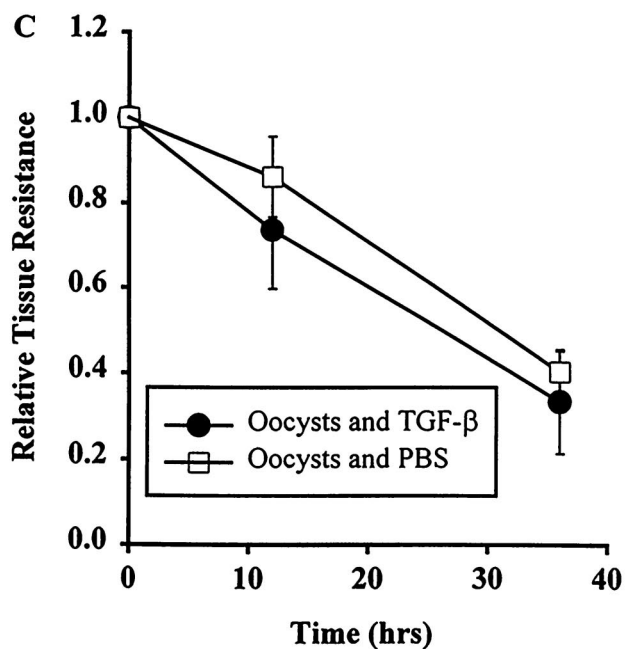 C
1.2
1.0
0.8
0.6
0.4
0.2
0.0
Relative Tissue Resistance
Oocysts and TGF-β
Oocysts and PBS
0 10 20 30 40
Time (hrs)